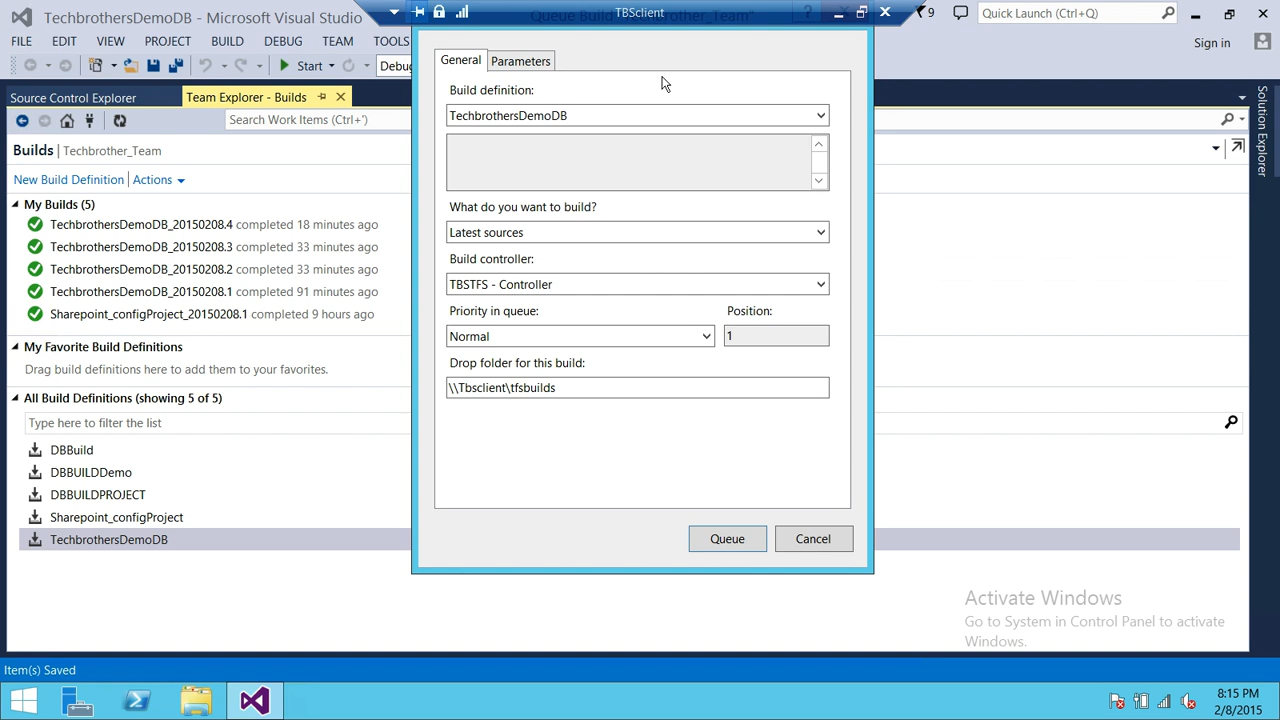 TechbrothersDemoDB - Microsoft Visual Studio
TBSclient
9
Quick Launch (Ctrl+Q)
FILE EDIT VIEW PROJECT BUILD DEBUG TEAM TOOLS
Sign in
Start
Debug
Source Control Explorer
Team Explorer - Builds
Search Work Items (Ctrl+')
Builds | Techbrother_Team
New Build Definition | Actions
My Builds (5)
TechbrothersDemoDB_20150208.4 completed 18 minutes ago
TechbrothersDemoDB_20150208.3 completed 33 minutes ago
TechbrothersDemoDB_20150208.2 completed 33 minutes ago
TechbrothersDemoDB_20150208.1 completed 91 minutes ago
Sharepoint_configProject_20150208.1 completed 9 hours ago
My Favorite Build Definitions
Drag build definitions here to add them to your favorites.
All Build Definitions (showing 5 of 5)
Type here to filter the list
DBBuild
DBBUILDDemo
DBBUILDPROJECT
Sharepoint_configProject
TechbrothersDemoDB
General
Parameters
Build definition:
TechbrothersDemoDB
What do you want to build?
Latest sources
Build controller:
TBSTFS - Controller
Priority in queue:
Position:
Normal
1
Drop folder for this build:
\\Tbsclient\tfsbuilds
Queue
Cancel
Solution Explorer
Activate Windows
Go to System in Control Panel to activate
Windows.
Item(s) Saved
8:15 PM
2/8/2015